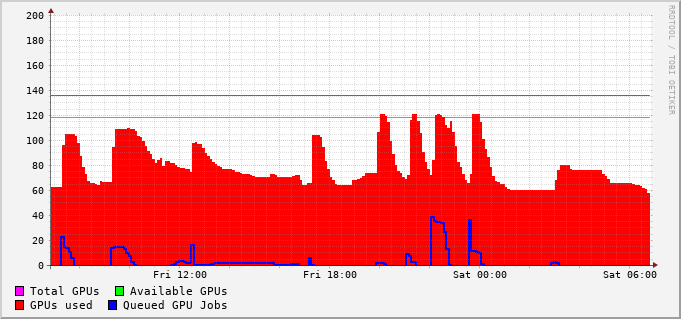 200
180
160
140
120
100
80
60
40
20
0
Fri 12:00 Fri 18:00 Sat 00:00 Sat 06:00
Total GPUs Available GPUs
GPUs used Queued GPU Jobs
RRDTOOL / TOBI OETIKER